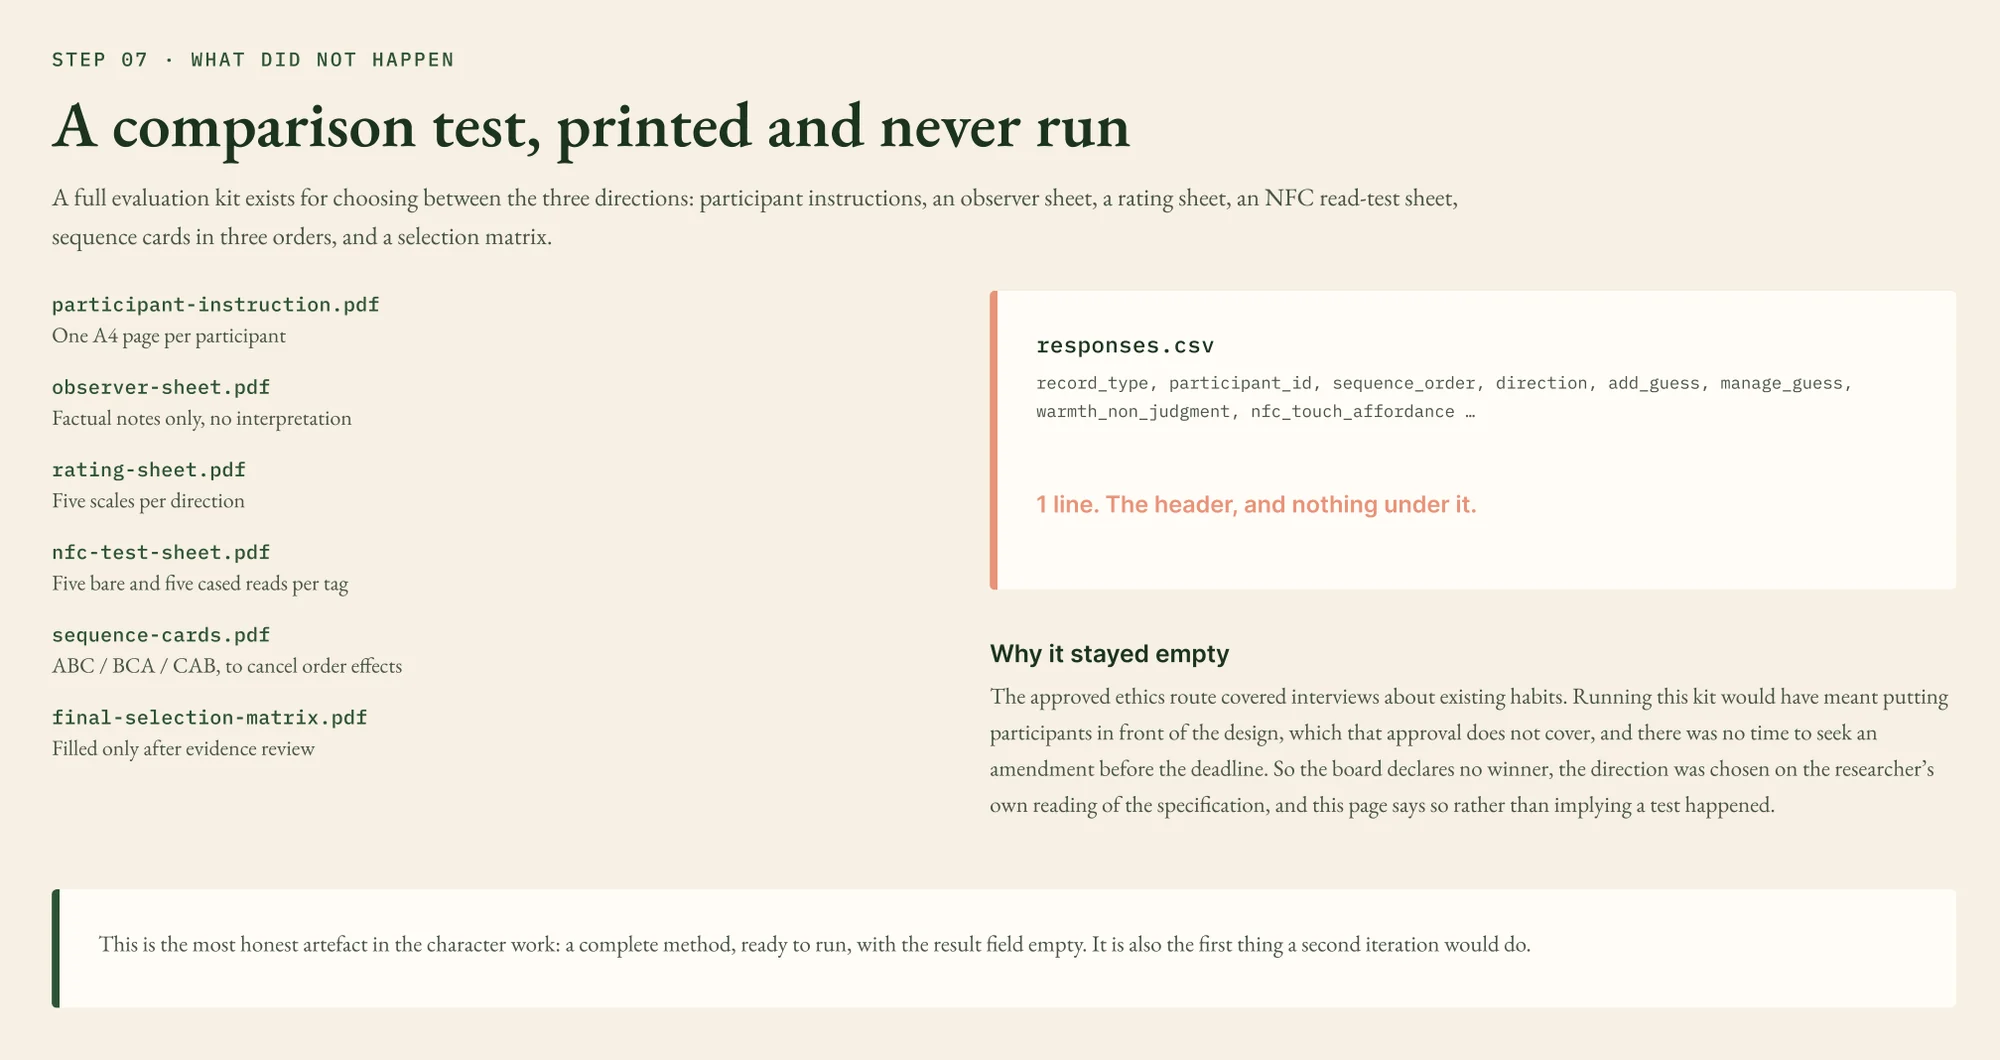 STEP 07 · WHAT DID NOT HAPPEN
A comparison test, printed and never run
A full evaluation kit exists for choosing between the three directions: participant instructions, an observer sheet, a rating sheet, an NFC read-test sheet,
sequence cards in three orders, and a selection matrix.
participant-instruction.pdf
One A4 page per participant
observer-sheet.pdf
Factual notes only, no interpretation
rating-sheet.pdf
Five scales per direction
nfc-test-sheet.pdf
Five bare and five cased reads per tag
sequence-cards.pdf
ABC / BCA / CAB, to cancel order effects
final-selection-matrix.pdf
Filled only after evidence review
responses.csv
record_type, participant_id, sequence_order, direction, add_guess, manage_guess,
warmth_non_judgment, nfc_touch_affordance …
1 line. The header, and nothing under it.
Why it stayed empty
The approved ethics route covered interviews about existing habits. Running this kit would have meant putting
participants in front of the design, which that approval does not cover, and there was no time to seek an
amendment before the deadline. So the board declares no winner, the direction was chosen on the researcher’s
own reading of the specification, and this page says so rather than implying a test happened.
This is the most honest artefact in the character work: a complete method, ready to run, with the result field empty. It is also the first thing a second iteration would do.